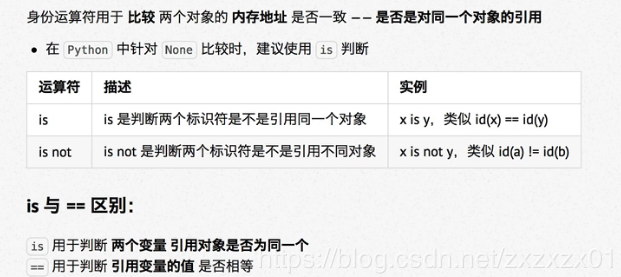 身份运算符用于 比较 两个对象的 内存地址 是否一致 —— 是否是对同一个对象的引用
• 在 Python 中针对 None 比较时，建议使用 is 判断
运算符 描述 实例
is is 是判断两个标识符是不是引用同一个对象 x is y，类似 id(x) == id(y)
is not is not 是判断两个标识符是不是引用不同对象 x is not y，类似 id(a) != id(b)
is 与 == 区别：
is 用于判断 两个变量 引用对象是否为同一个
== 用于判断 引用变量的值 是否相等
https://blog.csdn.net/zxzxzx01